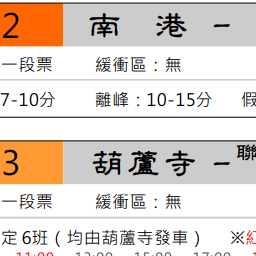 2 南 港 -
一段票 緩衝區：無
7-10分 離峰：10-15分 假
3 葫蘆寺 - 聯
一段票 緩衝區：無
定 6班（均由葫蘆寺發車） ※紅